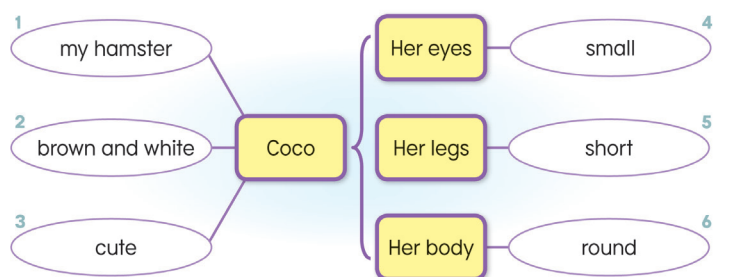 1
my hamster
2
brown and white
3
cute
Coco
Her eyes
4
small
Her legs
5
short
Her body
6
round